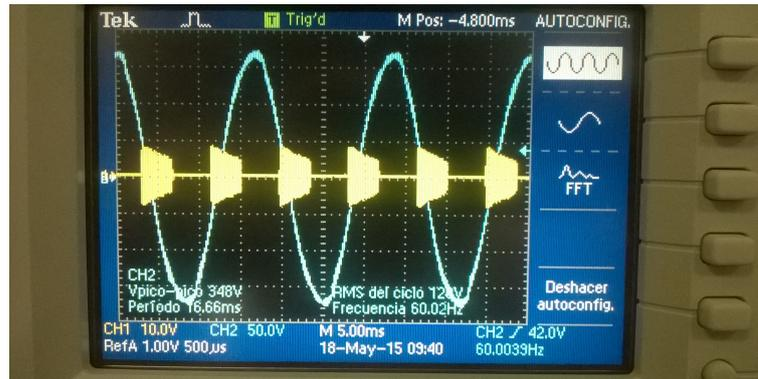 Tek Trig'd M Pos: -4.800ms AUTOCONFIG.
FFT
CH2
Vpico-pico 348V RMS del ciclo
Período 16.66ms Frecuencia 60.02Hz
Deshacer
autoconfig.
CH1 10.0V CH2 50.0V M 5.00ms CH2 42.0V
RefA 1.00V 500µs 18-May-15 09:40 60.0039Hz